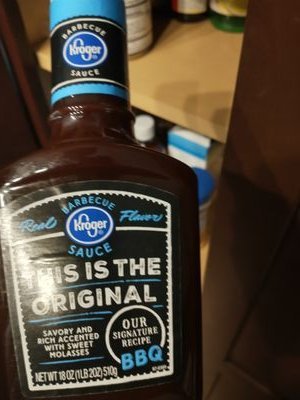 BARBECUE
Kroger
SAUCE
BARBECUE
Real Flavor
Kroger
SAUCE
THIS IS THE
ORIGINAL
SAVORY AND
RICH ACCENTED
WITH SWEET
MOLASSES
OUR
SIGNATURE
RECIPE
BBQ
NET WT 18 OZ (1 LB 2 OZ) 510g